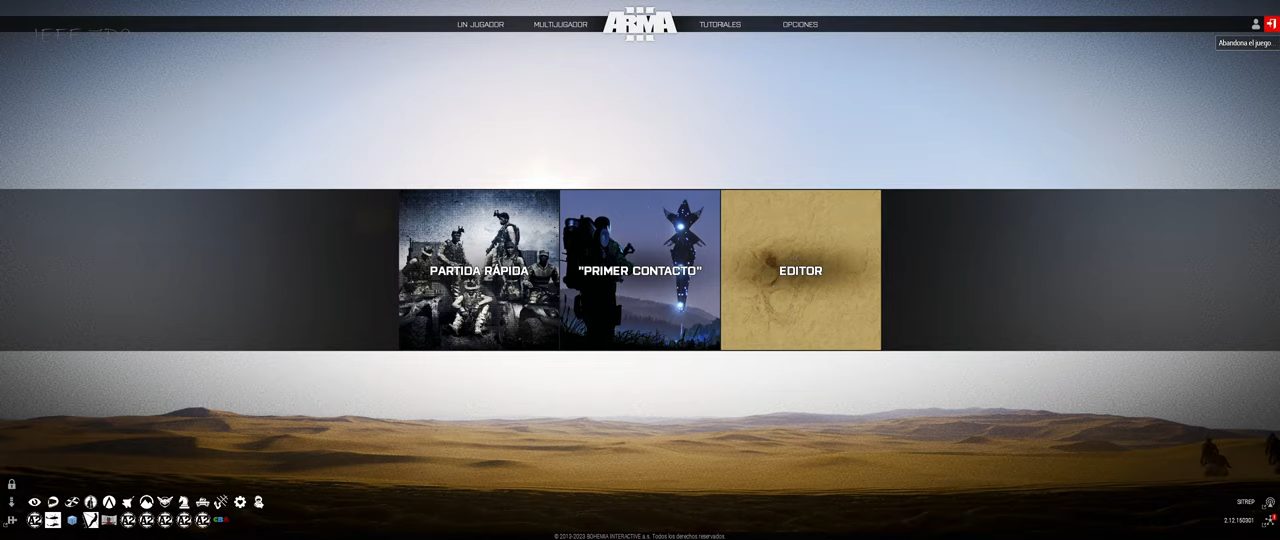 UN JUGADOR
MULTIJUGADOR
ARMA III
TUTORIALES
OPCIONES
Abandona el juego
PARTIDA RÁPIDA
"PRIMER CONTACTO"
EDITOR
SITREP
2.12.150301
© 2013-2023 BOHEMIA INTERACTIVE a.s. Todos los derechos reservados.